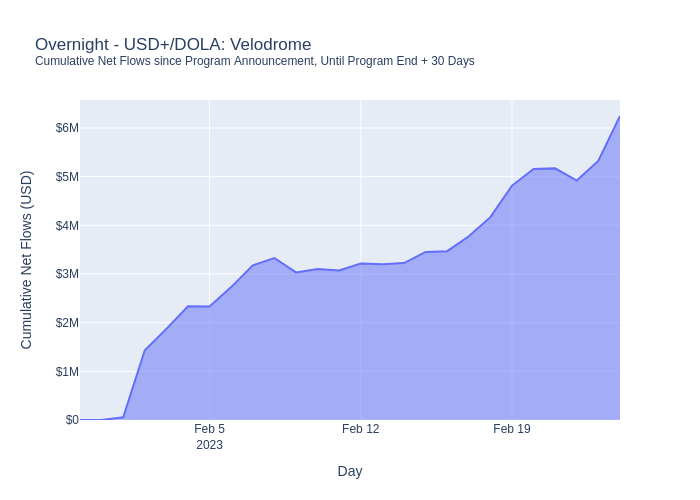 Overnight - USD+/DOLA: Velodrome
Cumulative Net Flows since Program Announcement, Until Program End + 30 Days
Cumulative Net Flows (USD)
$6M
$5M
$4M
$3M
$2M
$1M
$0
Feb 5
2023
Feb 12
Feb 19
Day